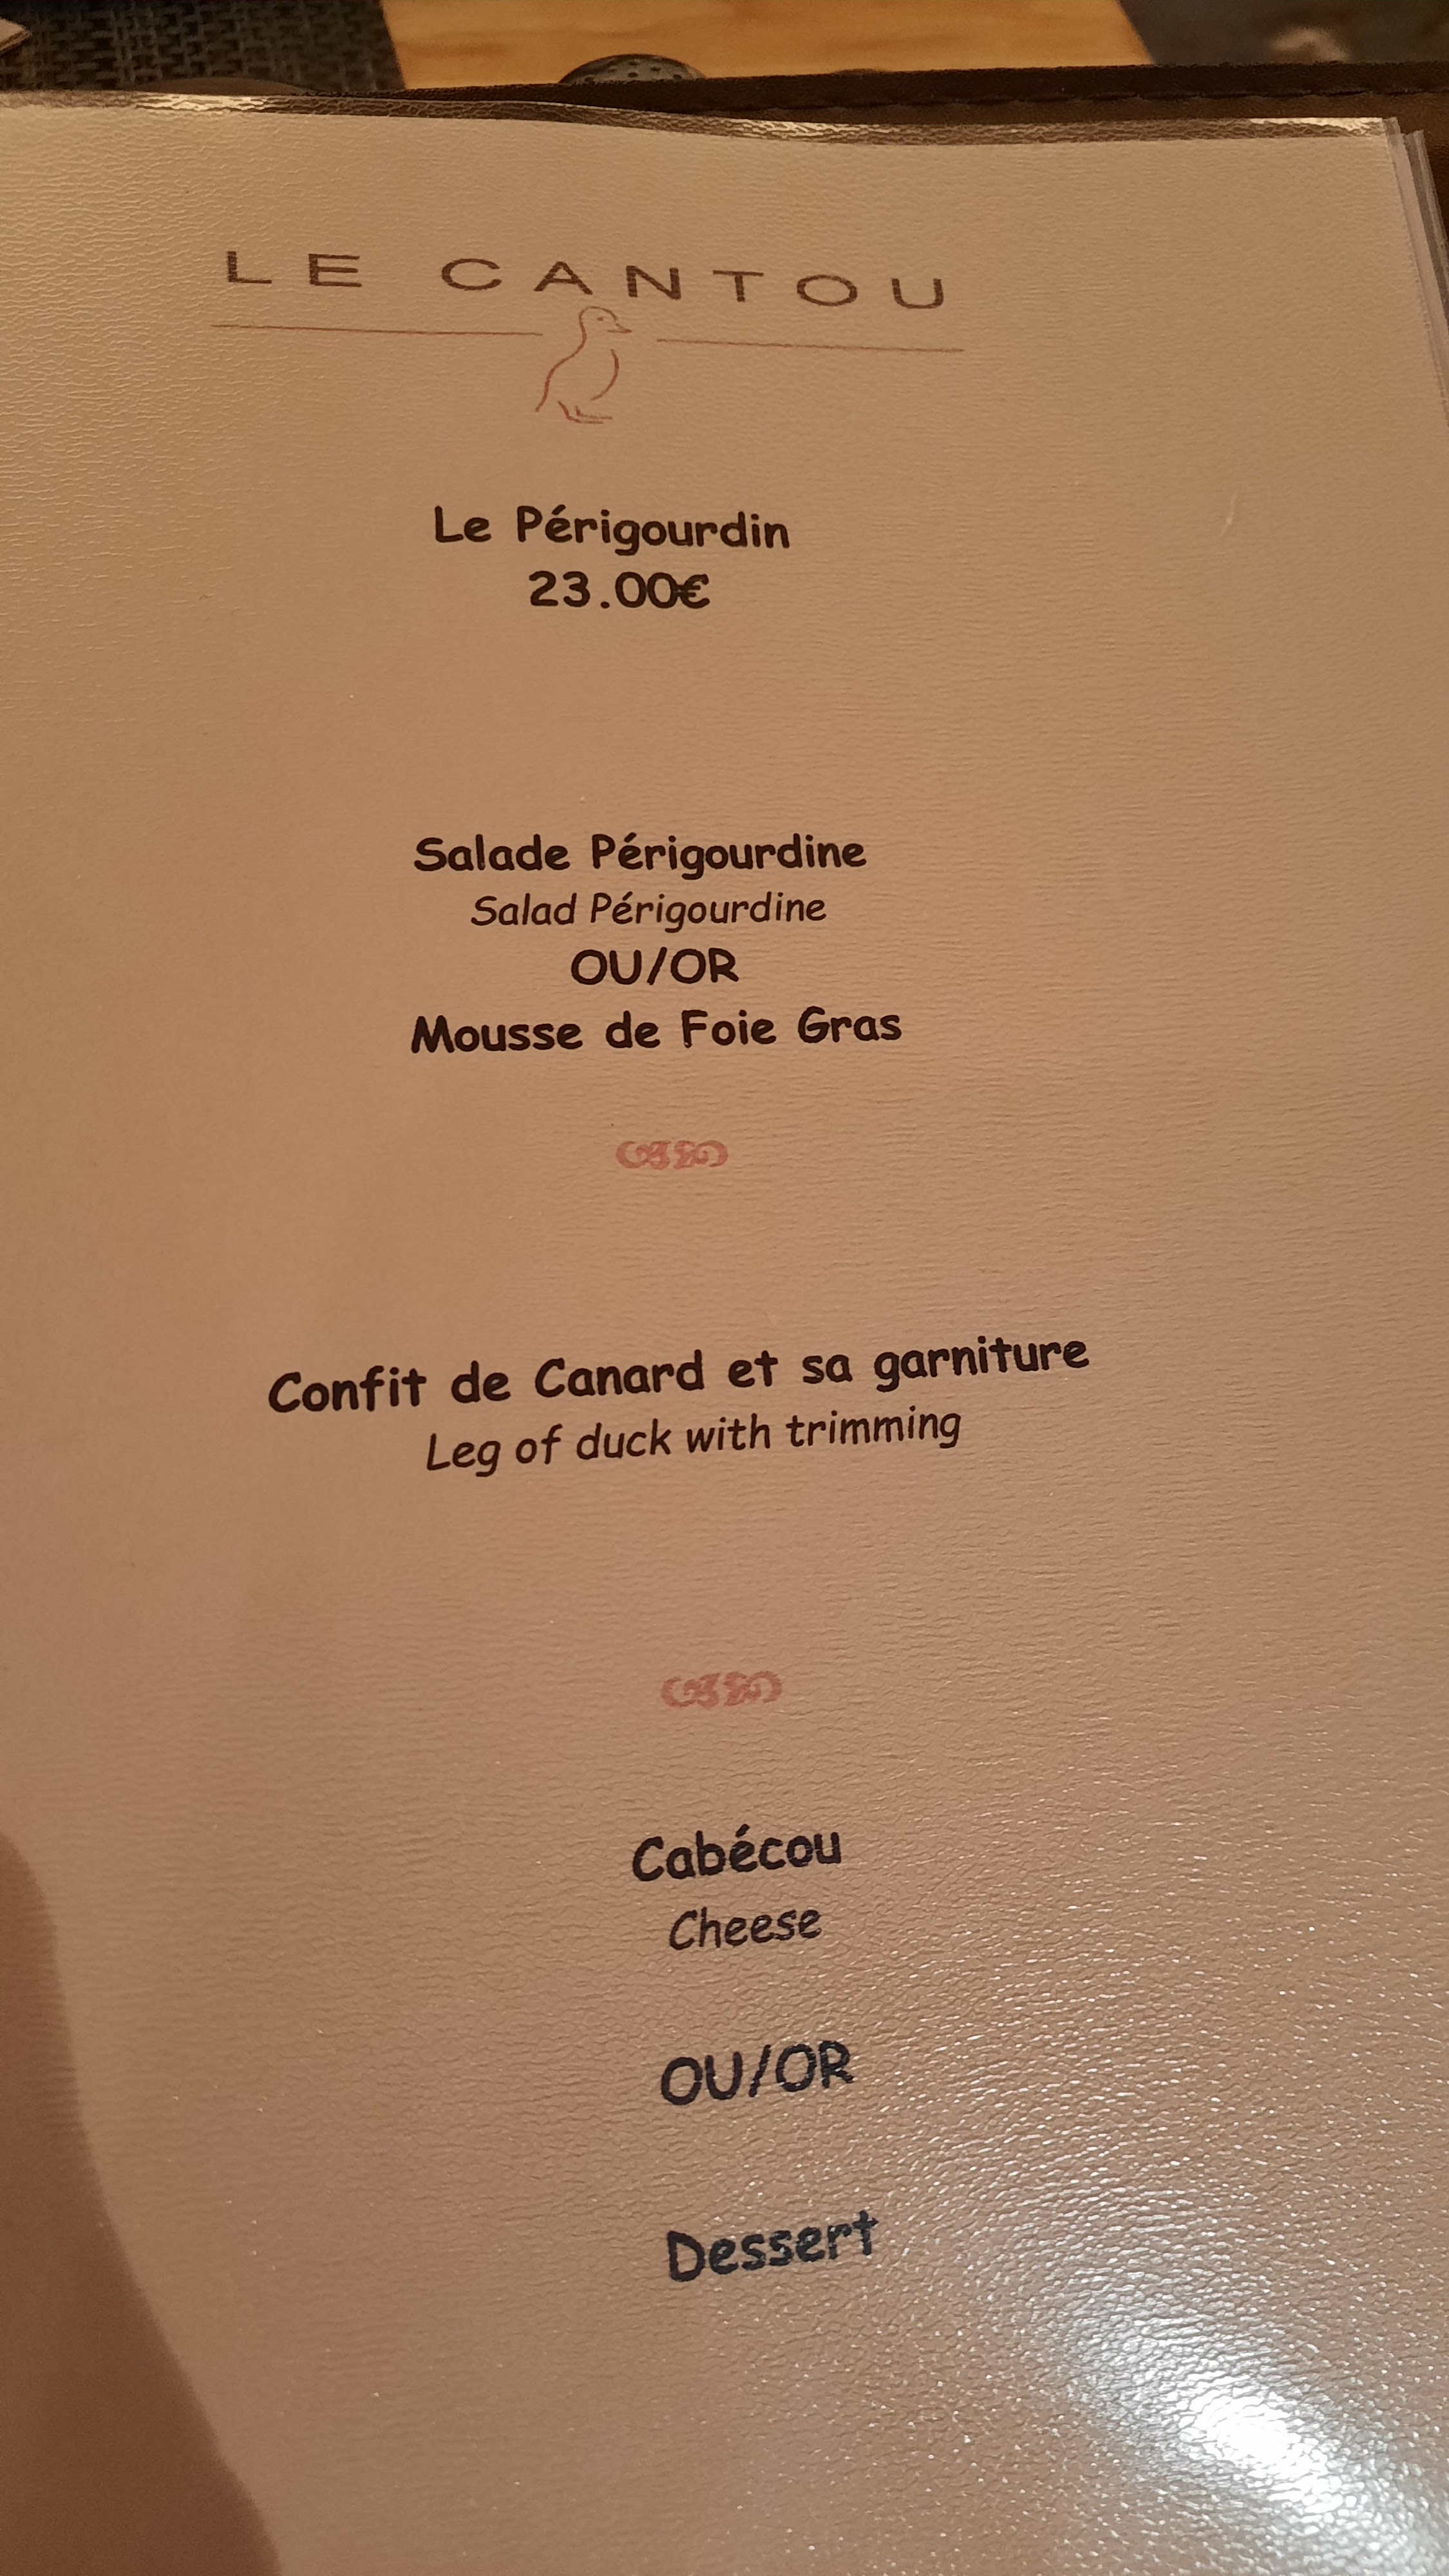 LE CANTOU
Le Périgourdin
23.00€
Salade Périgourdine
Salad Périgourdine
OU/OR
Mousse de Foie Gras
Confit de Canard et sa garniture
Leg of duck with trimming
Cabécou
Cheese
OU/OR
Dessert